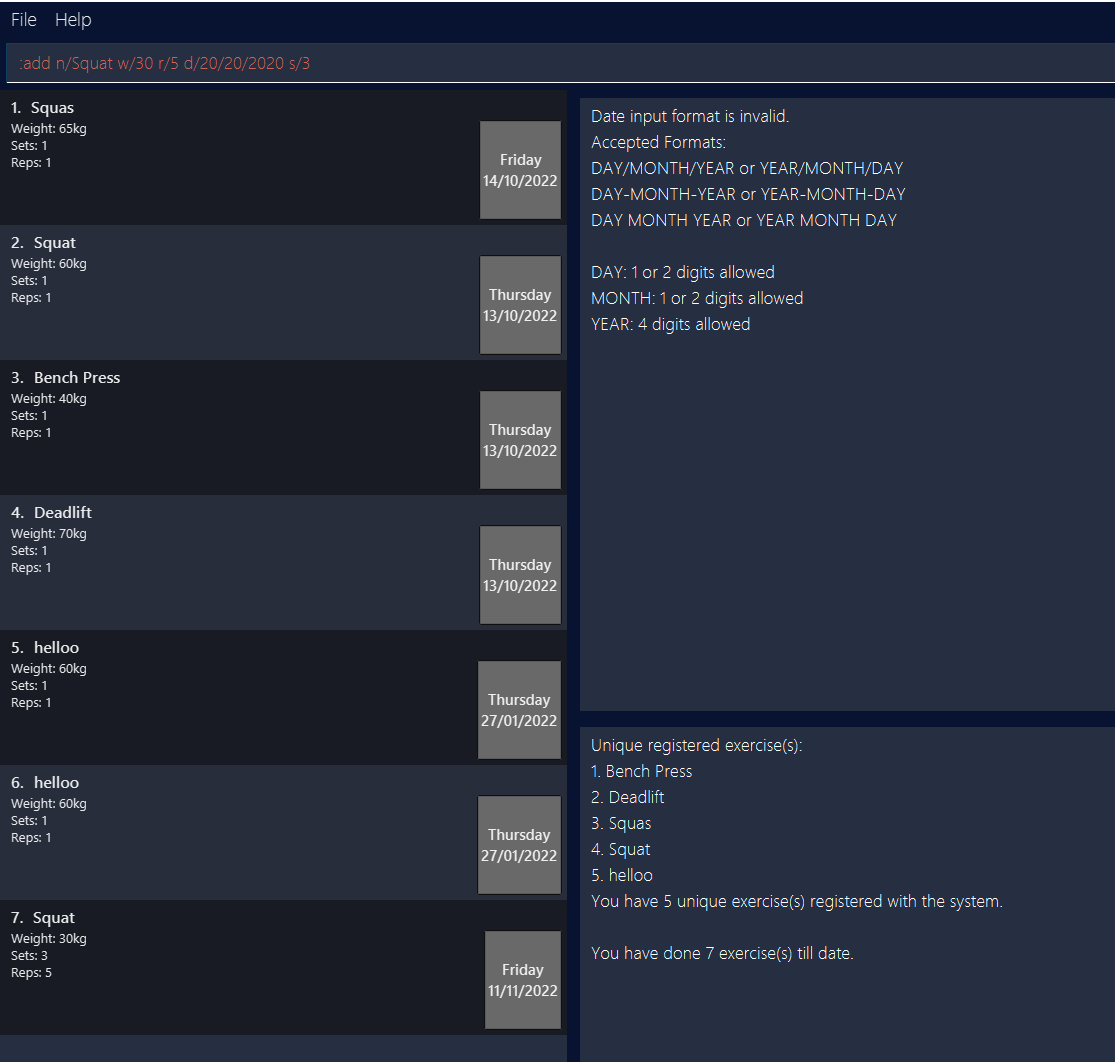 File Help
:add n/Squat w/30 r/5 d/20/20/2020 s/3
1. Squas
Weight: 65kg
Sets: 1
Reps: 1
Friday
14/10/2022
2. Squat
Weight: 60kg
Sets: 1
Reps: 1
Thursday
13/10/2022
3. Bench Press
Weight: 40kg
Sets: 1
Reps: 1
Thursday
13/10/2022
4. Deadlift
Weight: 70kg
Sets: 1
Reps: 1
Thursday
13/10/2022
5. helloo
Weight: 60kg
Sets: 1
Reps: 1
Thursday
27/01/2022
6. helloo
Weight: 60kg
Sets: 1
Reps: 1
Thursday
27/01/2022
7. Squat
Weight: 30kg
Sets: 3
Reps: 5
Friday
11/11/2022
Date input format is invalid.
Accepted Formats:
DAY/MONTH/YEAR or YEAR/MONTH/DAY
DAY-MONTH-YEAR or YEAR-MONTH-DAY
DAY MONTH YEAR or YEAR MONTH DAY
DAY: 1 or 2 digits allowed
MONTH: 1 or 2 digits allowed
YEAR: 4 digits allowed
Unique registered exercise(s):
1. Bench Press
2. Deadlift
3. Squas
4. Squat
5. helloo
You have 5 unique exercise(s) registered with the system.
You have done 7 exercise(s) till date.